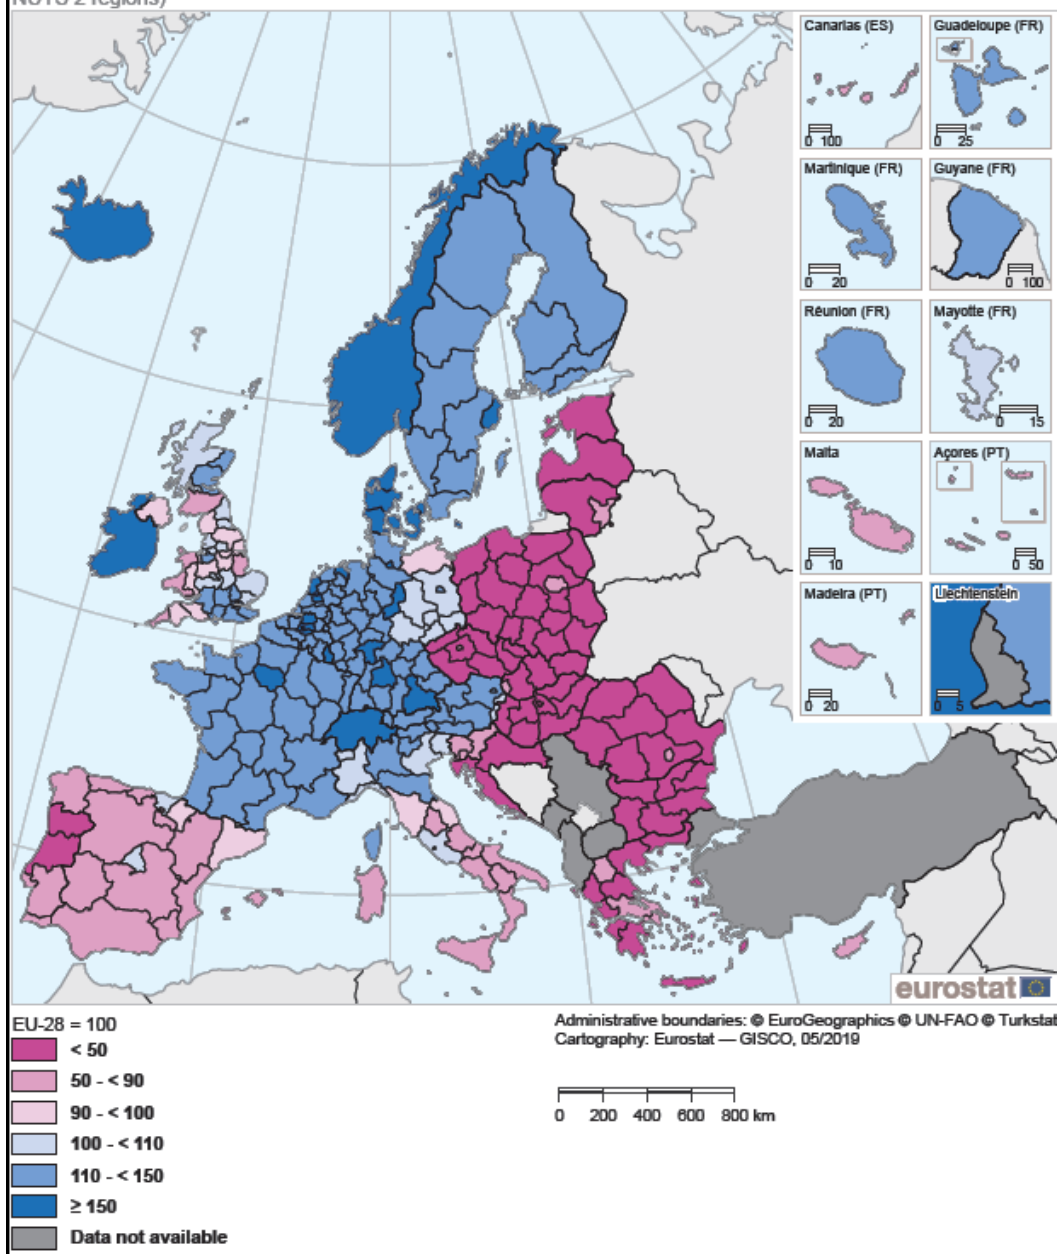 NUTS 2 regions)
Canarias (ES)
0 100
Guadeloupe (FR)
0 25
Martinique (FR)
0 20
Guyane (FR)
0 100
Réunion (FR)
0 20
Mayotte (FR)
0 15
Malta
0 10
Açores (PT)
0 50
Madeira (PT)
0 20
Liechtenstein
0 5
eurostat
EU-28 = 100
< 50
50 - < 90
90 - < 100
100 - < 110
110 - < 150
≥ 150
Data not available
Administrative boundaries: © EuroGeographics © UN-FAO © Turkstat
Cartography: Eurostat — GISCO, 05/2019
0 200 400 600 800 km